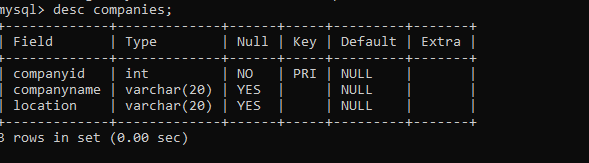 mysql> desc companies;
+-------------+-------------+------+-----+---------+-------+
| Field       | Type        | Null | Key | Default | Extra |
+-------------+-------------+------+-----+---------+-------+
| companyid   | int         | NO   | PRI | NULL    |       |
| companyname | varchar(20) | YES  |     | NULL    |       |
| location    | varchar(20) | YES  |     | NULL    |       |
+-------------+-------------+------+-----+---------+-------+
3 rows in set (0.00 sec)